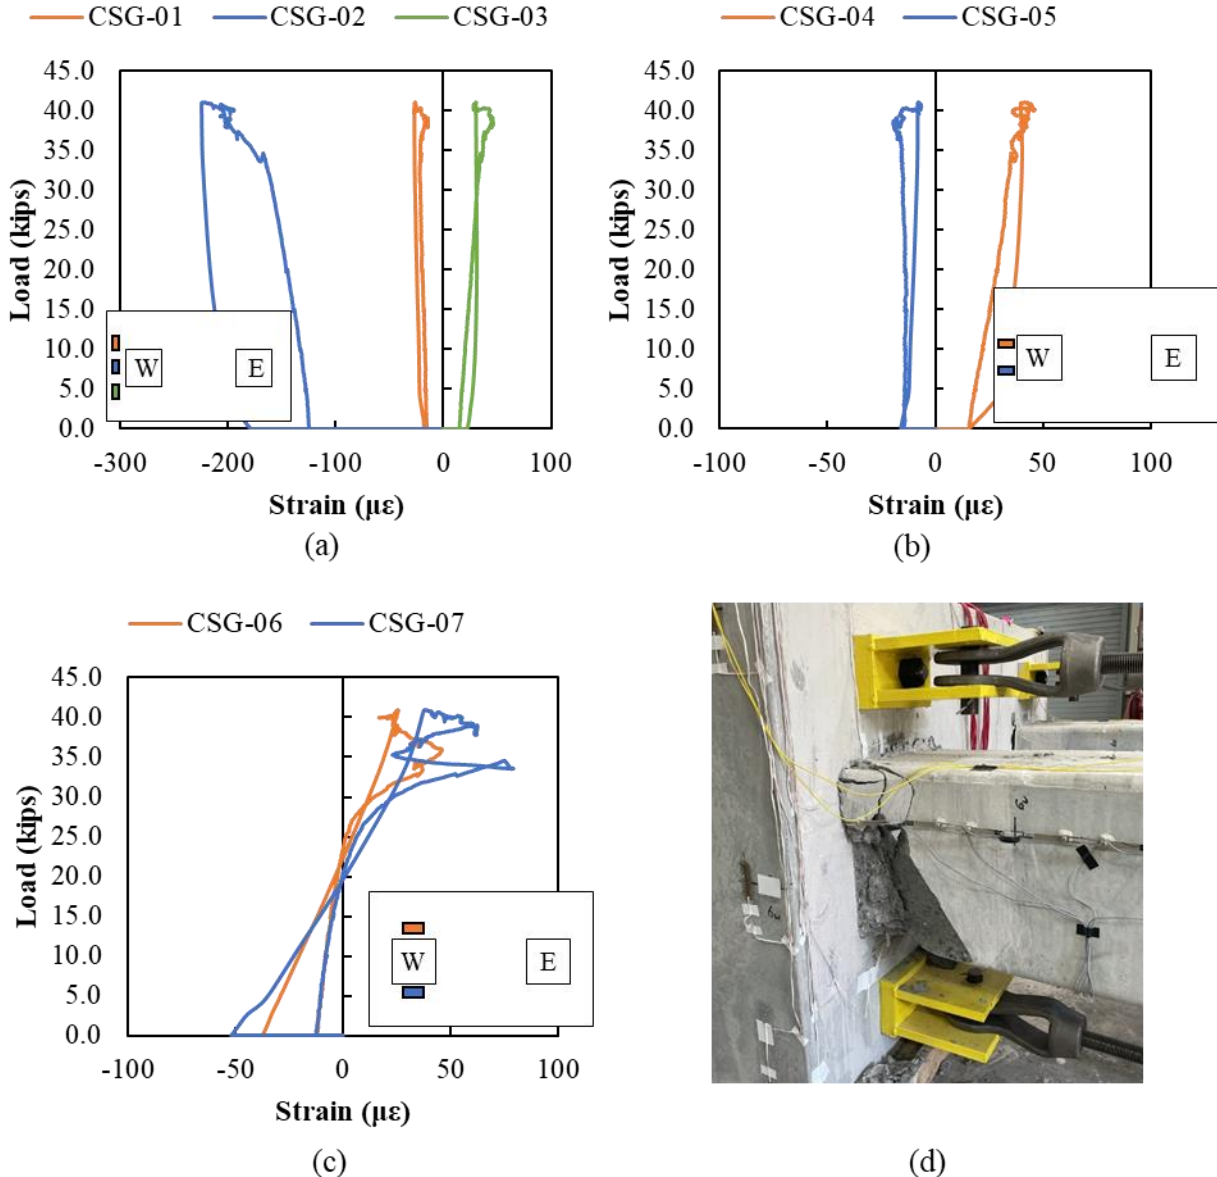 CSG-01 CSG-02 CSG-03
45.0
40.0
35.0
30.0
25.0
20.0
15.0
10.0
5.0
0.0
Load (kips)
W E
-300 -200 -100 0 100
Strain (με)
(a)
CSG-04 CSG-05
45.0
40.0
35.0
30.0
25.0
20.0
15.0
10.0
5.0
0.0
Load (kips)
W E
-100 -50 0 50 100
Strain (με)
(b)
CSG-06 CSG-07
45.0
40.0
35.0
30.0
25.0
20.0
15.0
10.0
5.0
0.0
Load (kips)
W E
-100 -50 0 50 100
Strain (με)
(c)
(d)